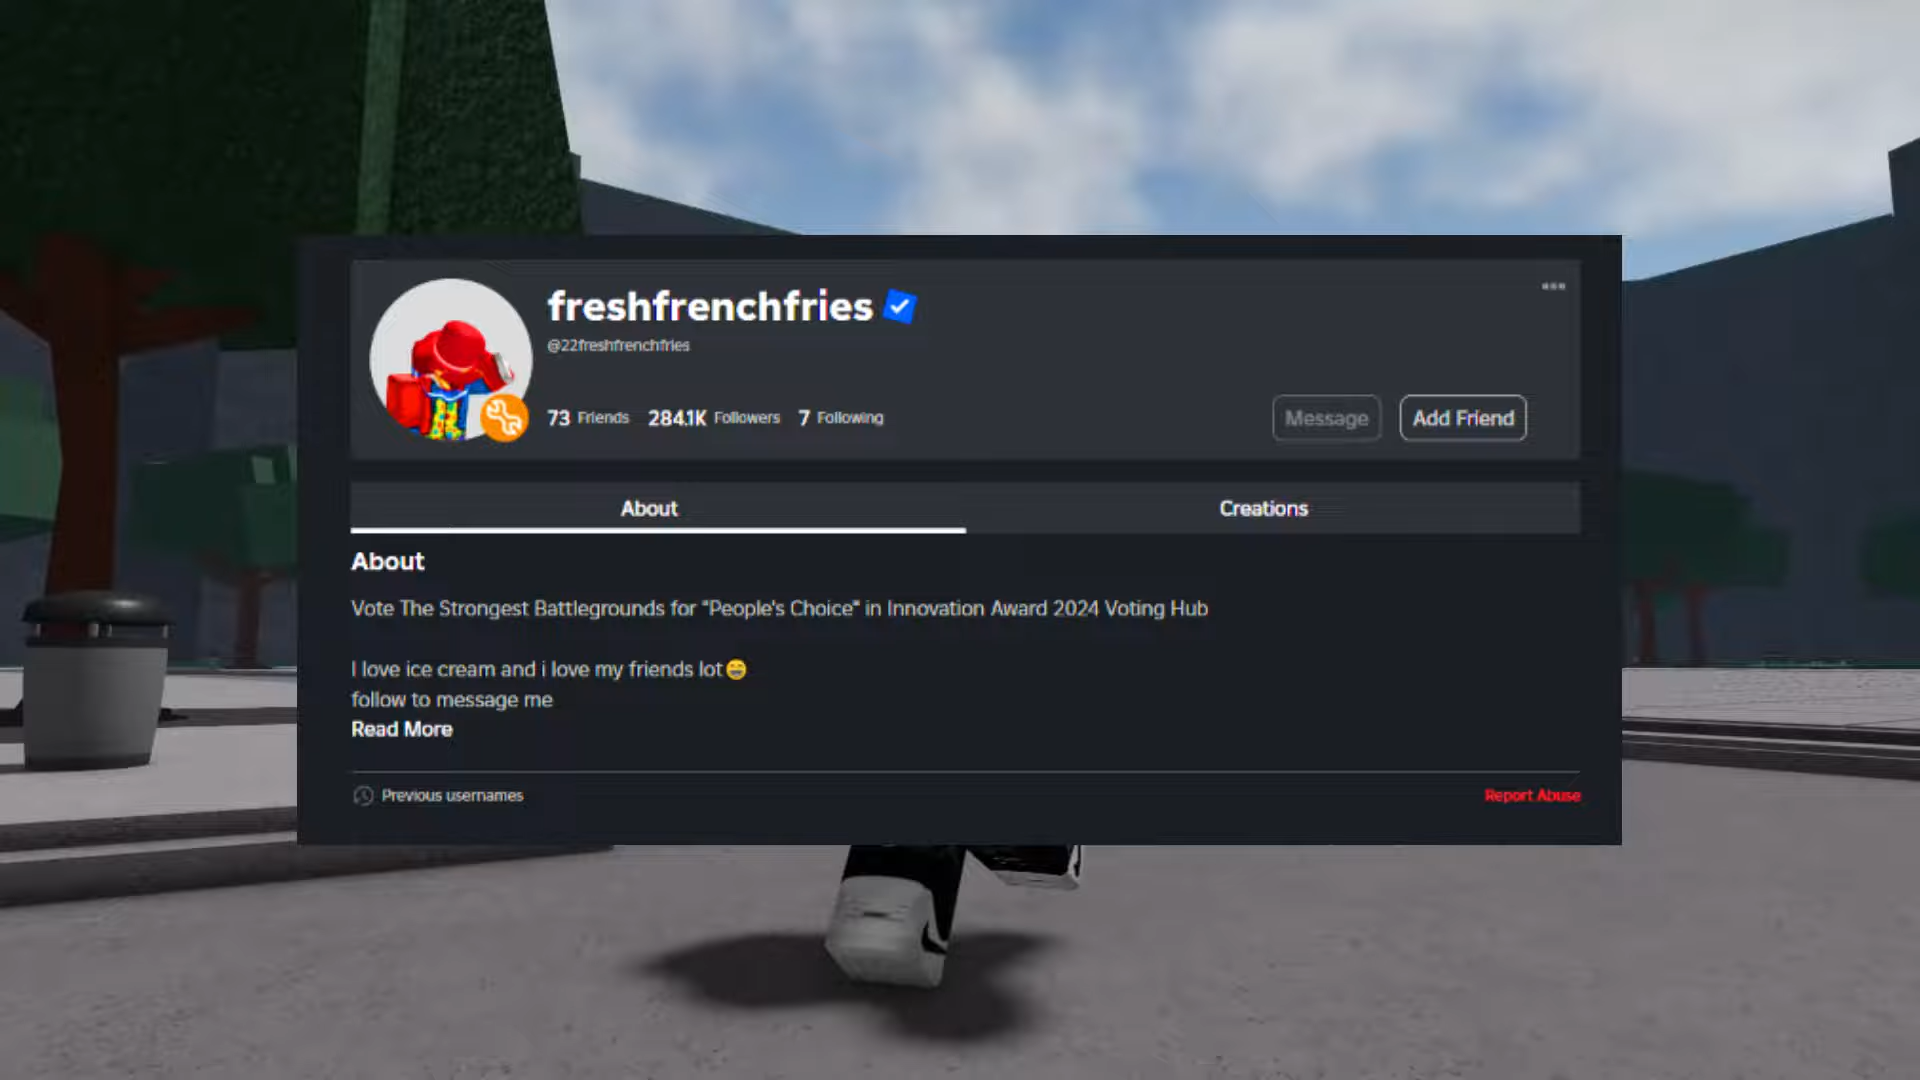 freshfrenchfries
@22freshfrenchfries
73 Friends 284.1K Followers 7 Following
Message
Add Friend
About
Creations
About
Vote The Strongest Battlegrounds for "People's Choice" in Innovation Award 2024 Voting Hub
I love ice cream and i love my friends lot😄
follow to message me
Read More
Previous usernames
Report Abuse